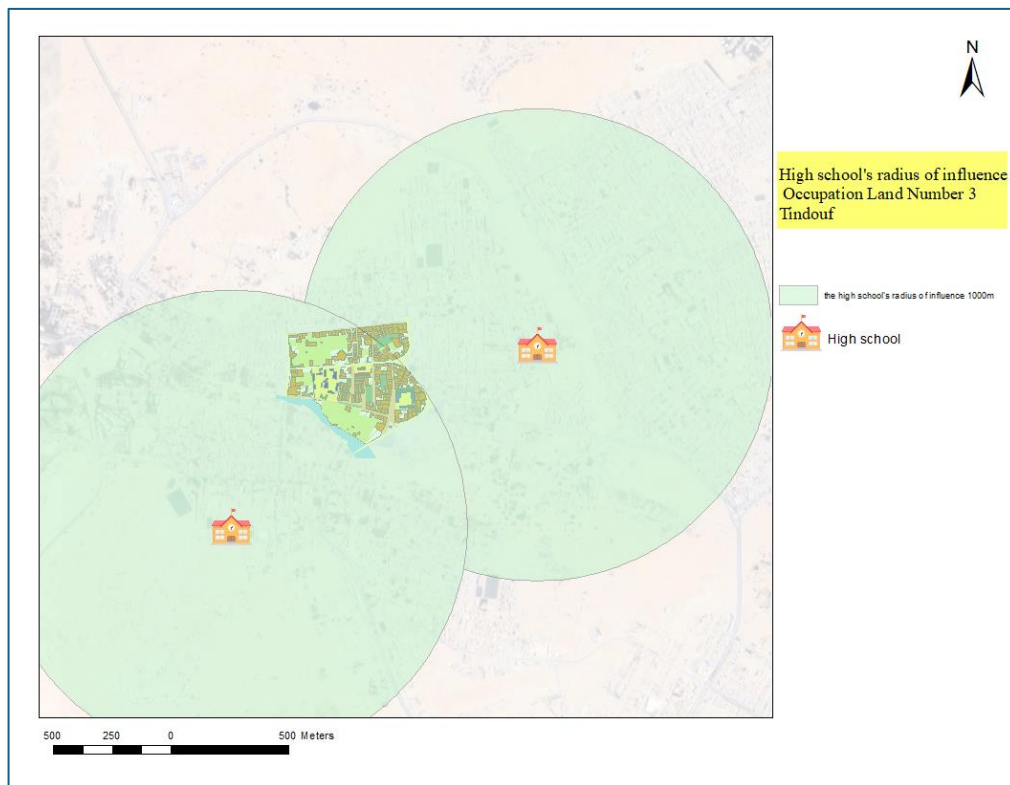 N
High school's radius of influence
Occupation Land Number 3
Tindouf
the high school's radius of influence 1000m
High school
500 250 0 500 Meters